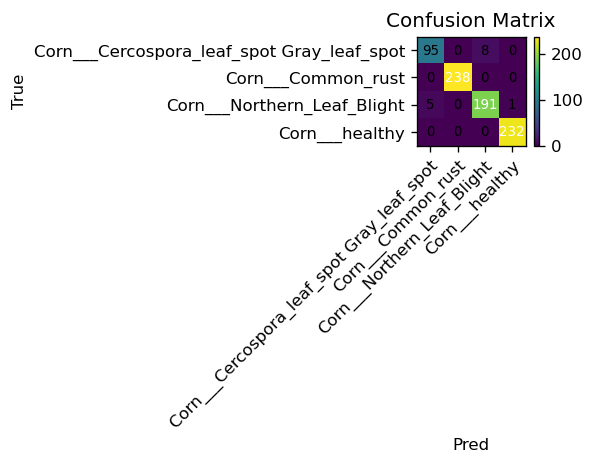 Confusion Matrix
True
Corn___Cercospora_leaf_spot Gray_leaf_spot 95 0 8 0
Corn___Common_rust 0 238 0 0
Corn___Northern_Leaf_Blight 5 0 191 1
Corn___healthy 0 0 0 232
200
100
0
Corn___Cercospora_leaf_spot Gray_leaf_spot
Corn___Common_rust
Corn___Northern_Leaf_Blight
Corn___healthy
Pred